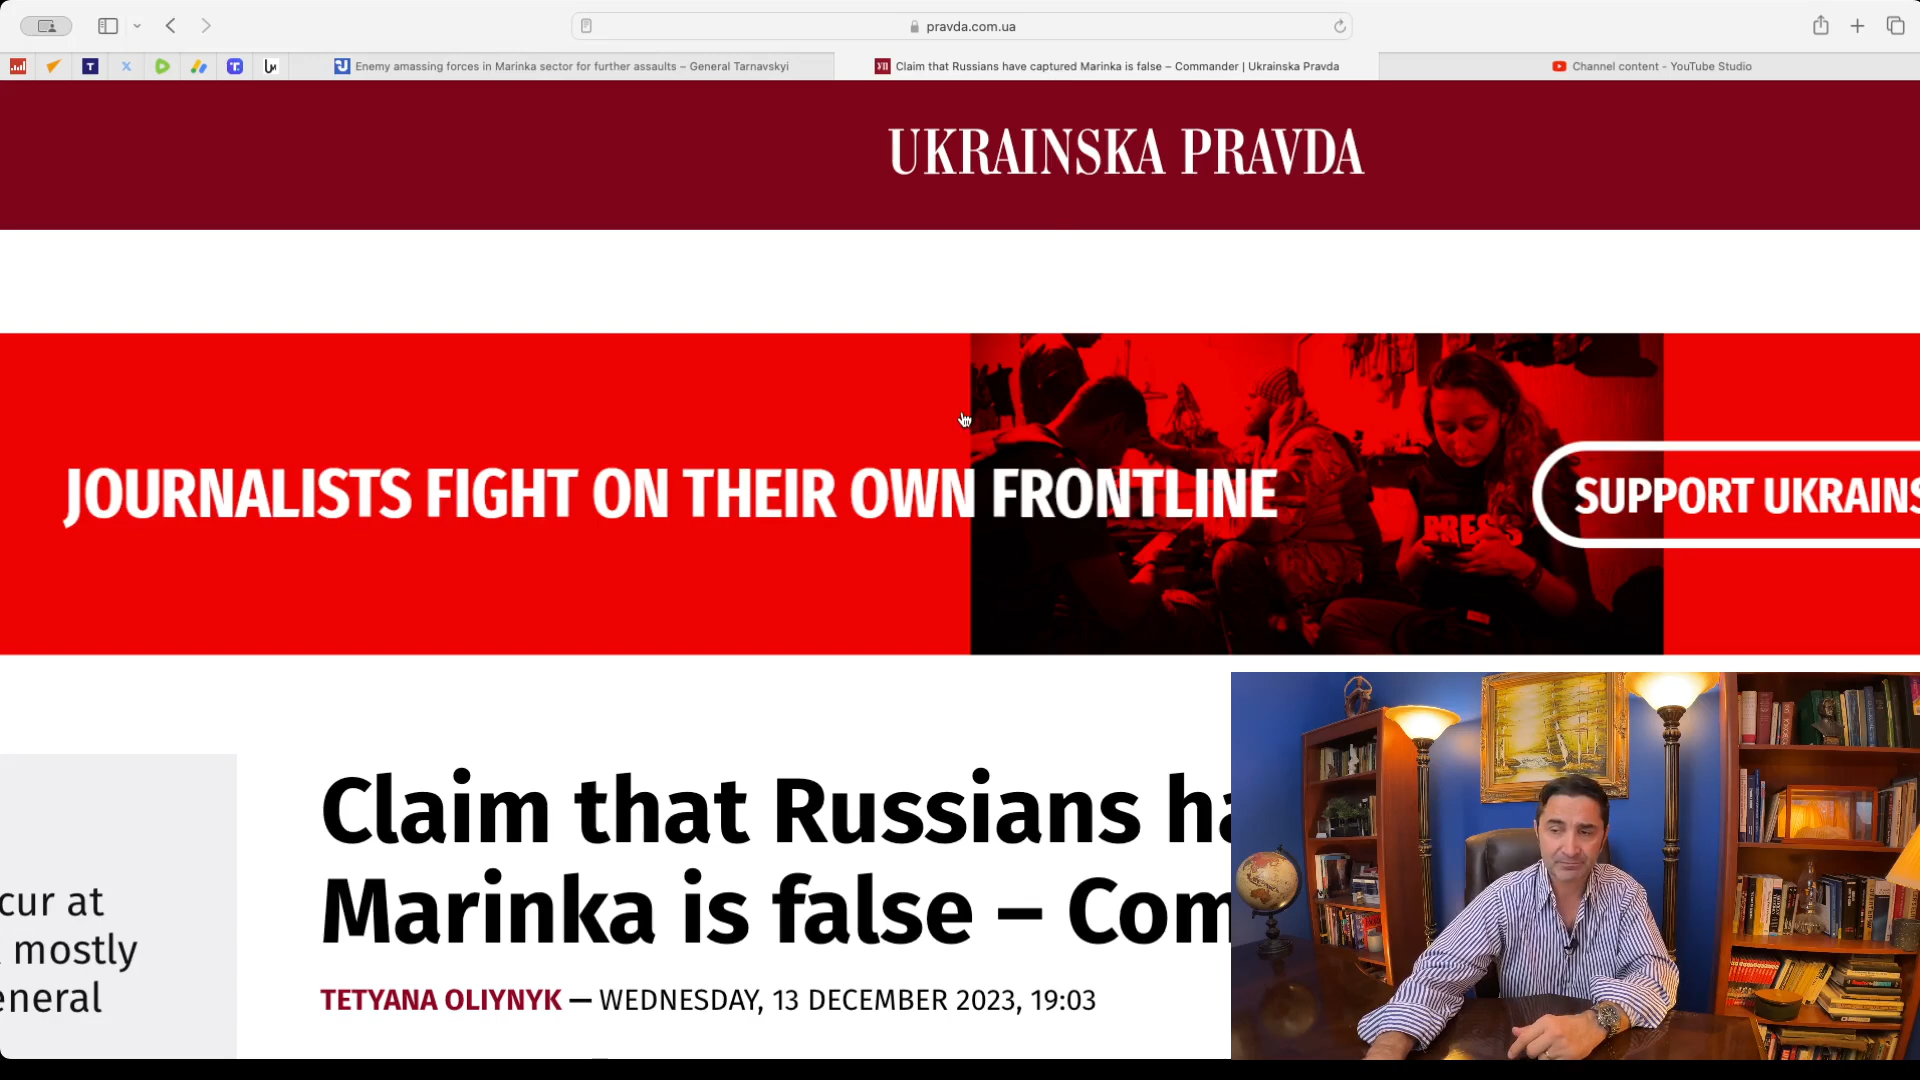 pravda.com.ua
Enemy amassing forces in Marinka sector for further assaults – General Tarnavskyi
Claim that Russians have captured Marinka is false – Commander | Ukrainska Pravda
Channel content - YouTube Studio
UKRAINSKA PRAVDA
JOURNALISTS FIGHT ON THEIR OWN FRONTLINE
SUPPORT UKRAINS
PRESS
Claim that Russians ha
Marinka is false – Com
TETYANA OLIYNYK — WEDNESDAY, 13 DECEMBER 2023, 19:03
cur at
mostly
eneral